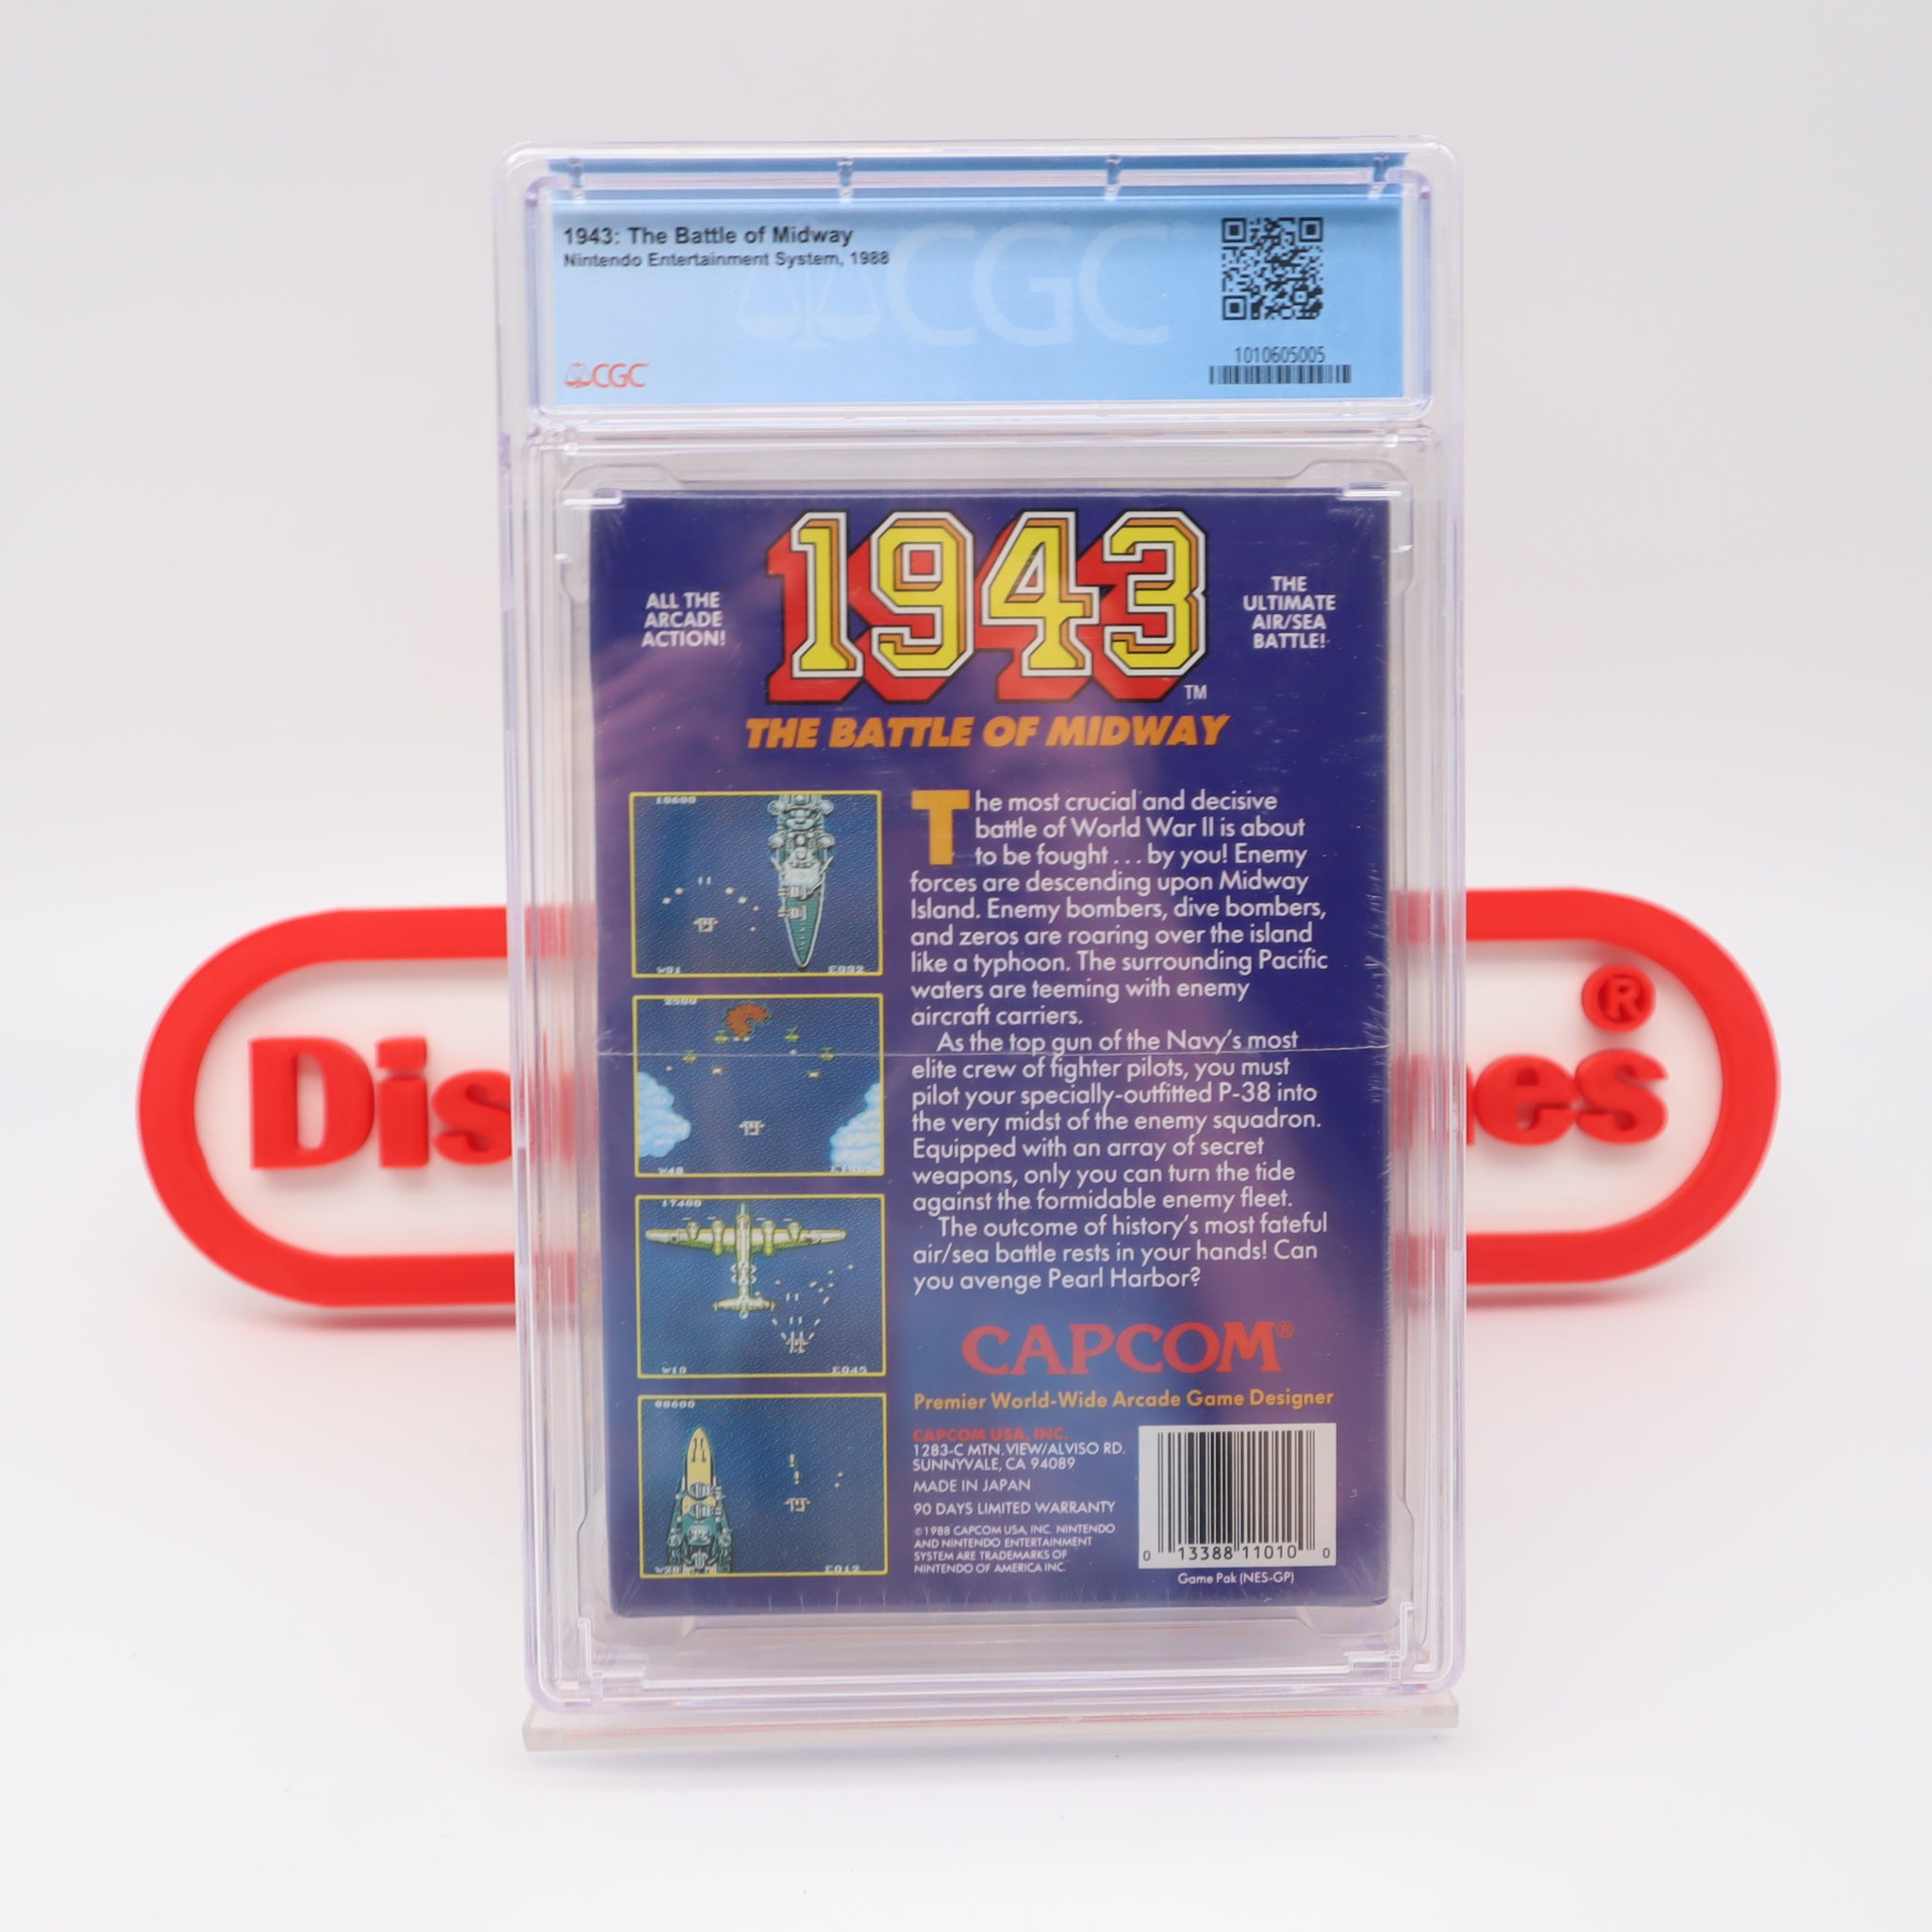 1943: The Battle of Midway
Nintendo Entertainment System, 1988
CGC
1010605005
CGC
ALL THE
ARCADE
ACTION!
1943
TM
THE
ULTIMATE
AIR/SEA
BATTLE!
THE BATTLE OF MIDWAY
The most crucial and decisive
battle of World War II is about
to be fought...by you! Enemy
forces are descending upon Midway
Island. Enemy bombers, dive bombers,
and zeros are roaring over the island
like a typhoon. The surrounding Pacific
waters are teeming with enemy
aircraft carriers.
As the top gun of the Navy's most
elite crew of fighter pilots, you must
pilot your specially-outfitted P-38 into
the very midst of the enemy squadron.
Equipped with an array of secret
weapons, only you can turn the tide
against the formidable enemy fleet.
The outcome of history's most fateful
air/sea battle rests in your hands! Can
you avenge Pearl Harbor?
10600
2500
W48
17400
W10
E045
E012
CAPCOM®
Premier World-Wide Arcade Game Designer
CAPCOM USA, INC.
1283-C MTN. VIEW/ALVISO RD.
SUNNYVALE, CA 94089
MADE IN JAPAN
90 DAYS LIMITED WARRANTY
©1988 CAPCOM USA, INC. NINTENDO
AND NINTENDO ENTERTAINMENT
SYSTEM ARE TRADEMARKS OF
NINTENDO OF AMERICA INC.
0 13388 11010 0
Game Pak (NES-GP)
Dis
es
®